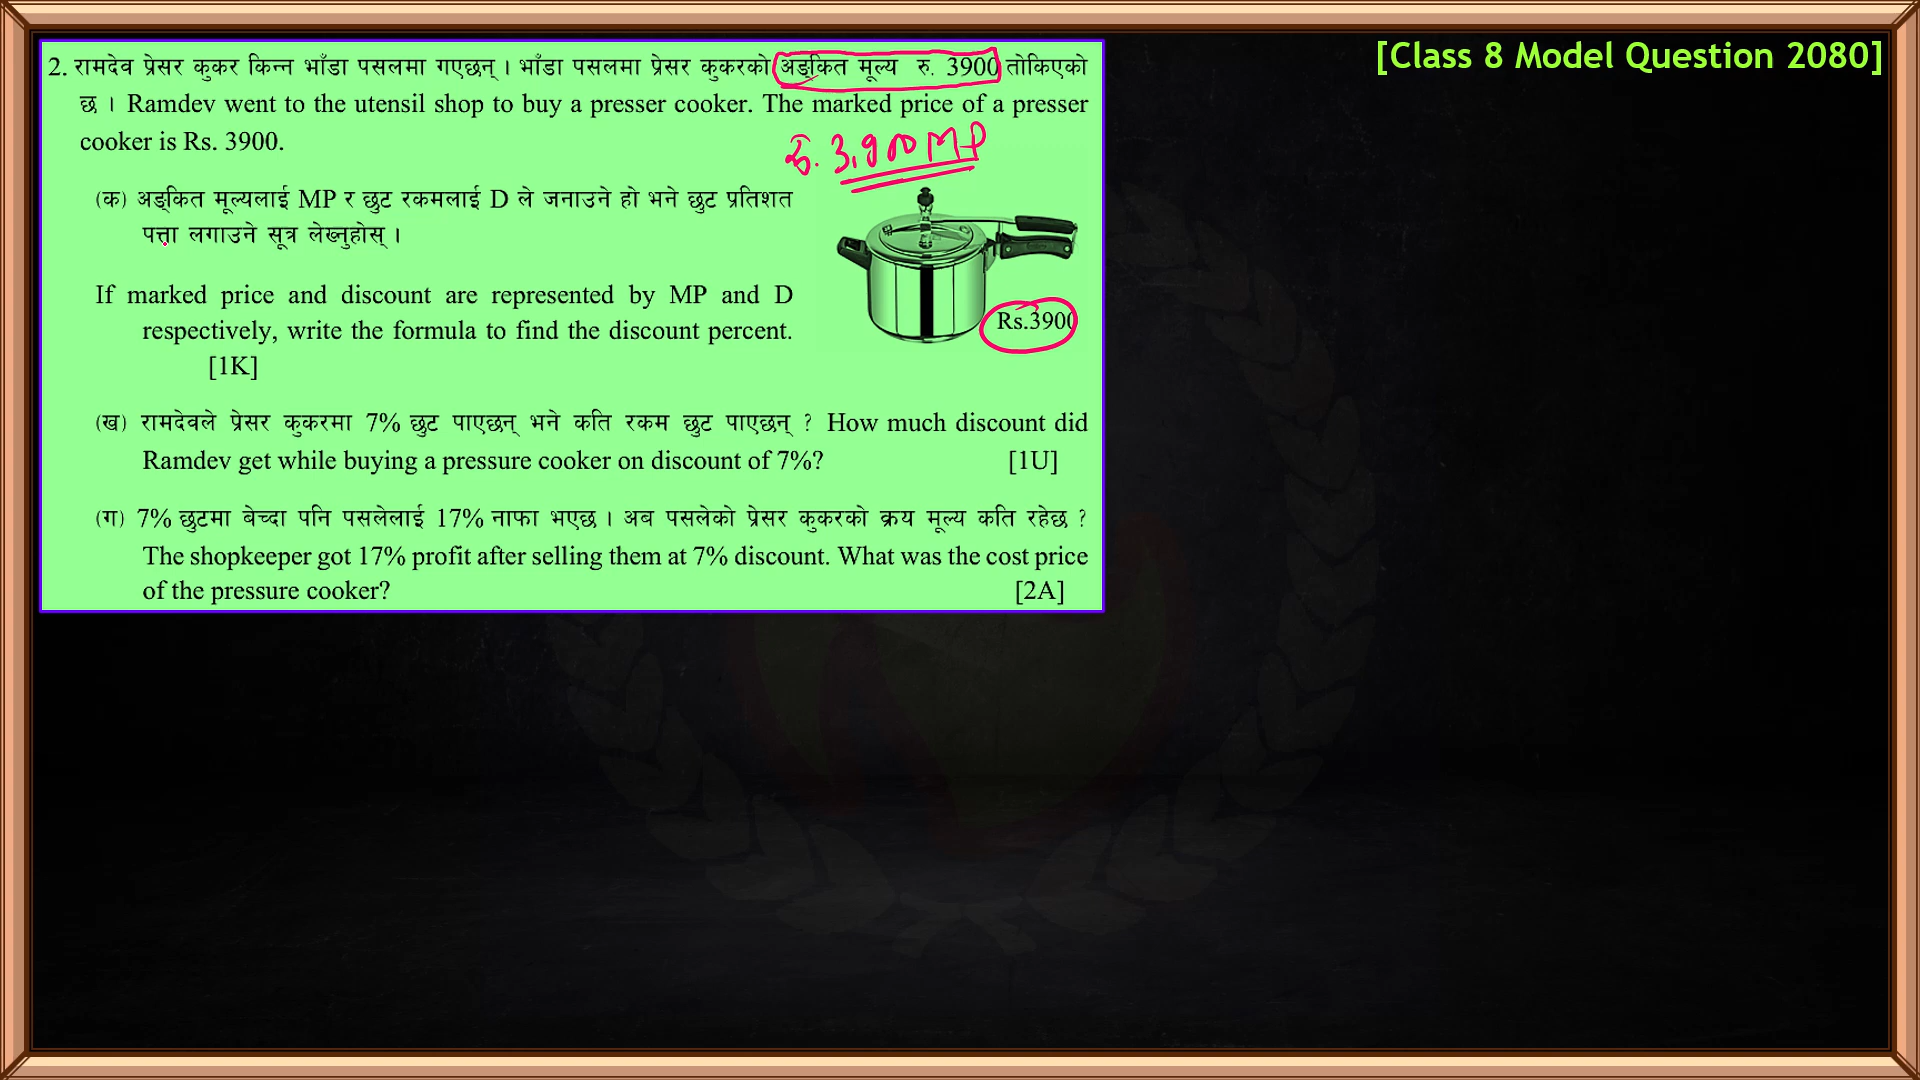 [Class 8 Model Question 2080]
2. रामदेव प्रेसर कुकर किन्न भाँडा पसलमा गएछन् । भाँडा पसलमा प्रेसर कुकरको अङ्कित मूल्य रु. 3900 तोकिएको
छ । Ramdev went to the utensil shop to buy a presser cooker. The marked price of a presser
cooker is Rs. 3900.
रु. 3,900 MP
(क) अङ्कित मूल्यलाई MP र छुट रकमलाई D ले जनाउने हो भने छुट प्रतिशत
पत्ता लगाउने सूत्र लेख्नुहोस् ।
If marked price and discount are represented by MP and D
respectively, write the formula to find the discount percent.
[1K]
Rs.3900
(ख) रामदेवले प्रेसर कुकरमा 7% छुट पाएछन् भने कति रकम छुट पाएछन् ? How much discount did
Ramdev get while buying a pressure cooker on discount of 7%? [1U]
(ग) 7% छुटमा बेच्दा पनि पसलेलाई 17% नाफा भएछ । अब पसलेको प्रेसर कुकरको क्रय मूल्य कति रहेछ ?
The shopkeeper got 17% profit after selling them at 7% discount. What was the cost price
of the pressure cooker? [2A]